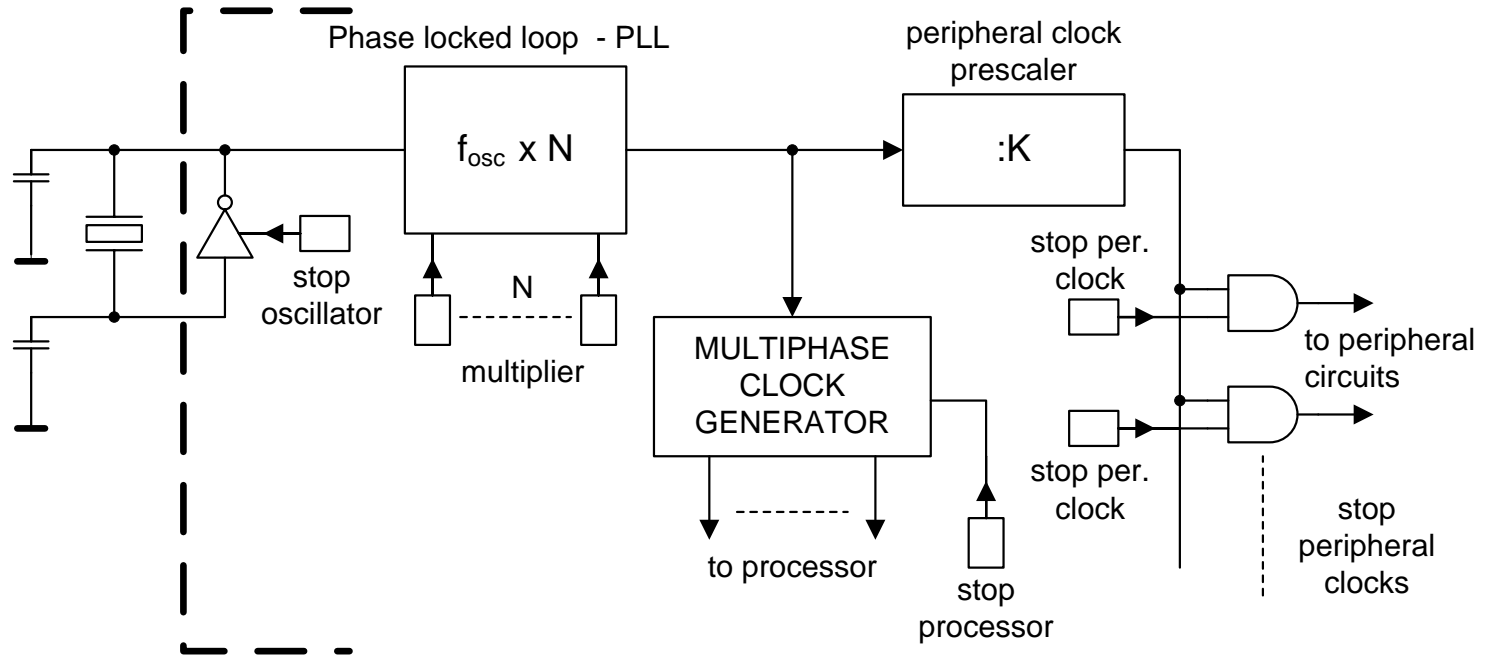 Phase locked loop - PLL
f_osc x N
stop
oscillator
N
multiplier
peripheral clock
prescaler
:K
MULTIPHASE
CLOCK
GENERATOR
to processor
stop
processor
stop per.
clock
to peripheral
circuits
stop per.
clock
stop
peripheral
clocks